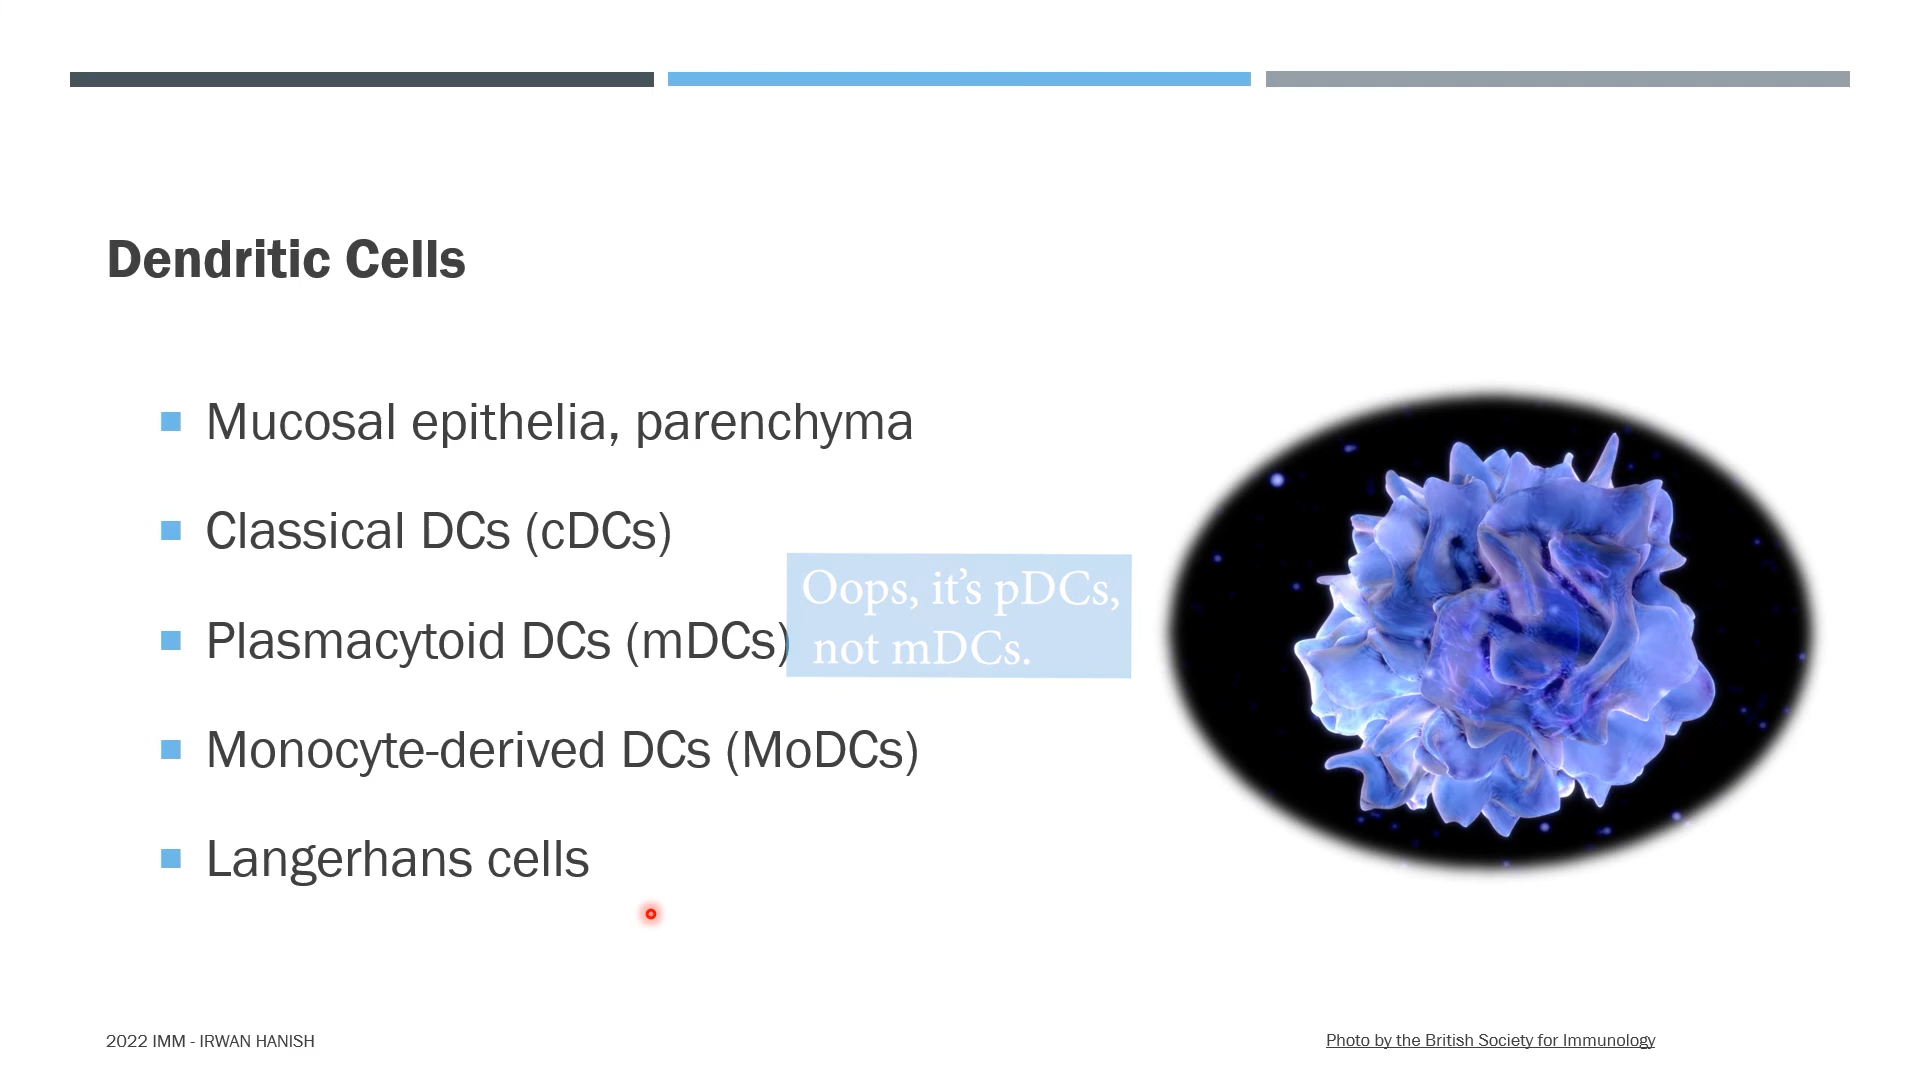 Dendritic Cells
Mucosal epithelia, parenchyma
Classical DCs (cDCs)
Plasmacytoid DCs (mDCs)
Oops, it’s pDCs,
not mDCs.
Monocyte-derived DCs (MoDCs)
Langerhans cells
2022 IMM - IRWAN HANISH
Photo by the British Society for Immunology